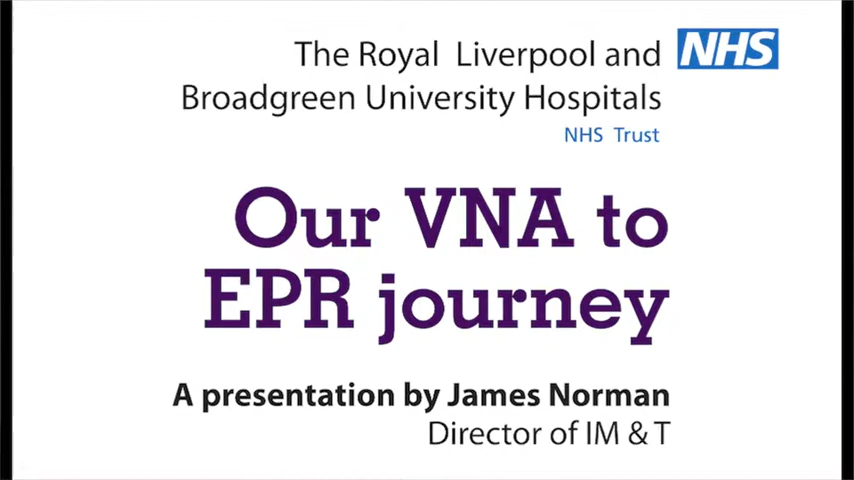 The Royal Liverpool and NHS
Broadgreen University Hospitals
NHS Trust
Our VNA to
EPR journey
A presentation by James Norman
Director of IM & T